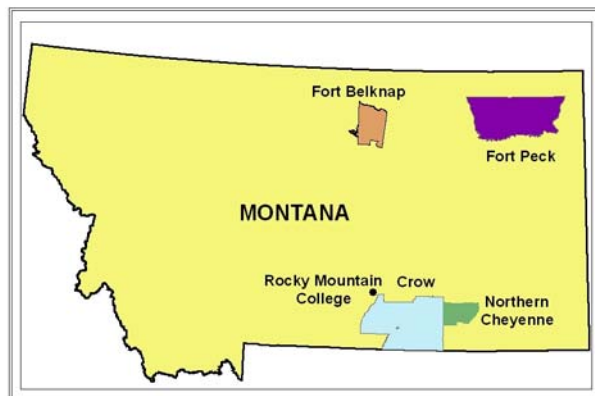 Fort Belknap
Fort Peck
MONTANA
Rocky Mountain
College
Crow
Northern
Cheyenne